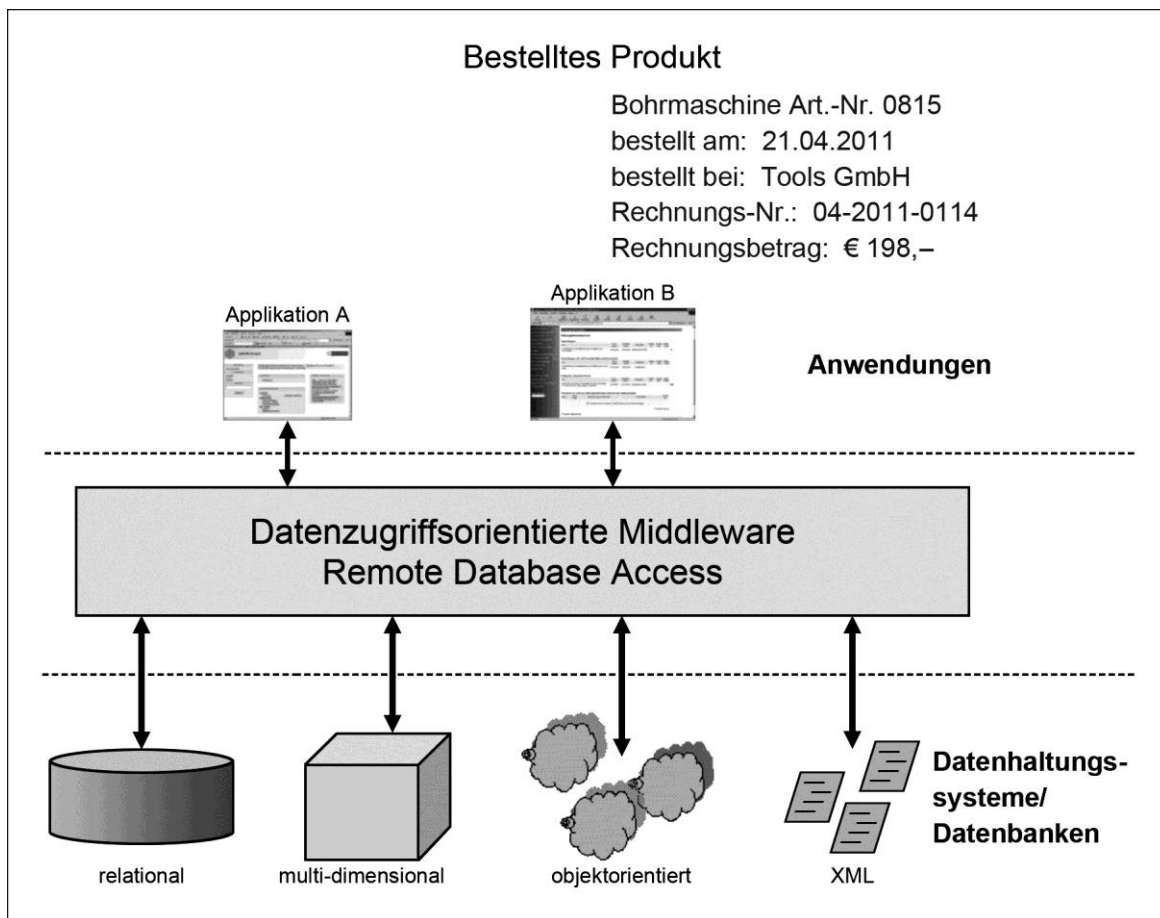 Bestelltes Produkt
Bohrmaschine Art.-Nr. 0815
bestellt am: 21.04.2011
bestellt bei: Tools GmbH
Rechnungs-Nr.: 04-2011-0114
Rechnungsbetrag: € 198,–
Applikation A
Applikation B
Anwendungen
Datenzugriffsorientierte Middleware
Remote Database Access
Datenhaltungs-
systeme/
Datenbanken
relational
multi-dimensional
objektorientiert
XML